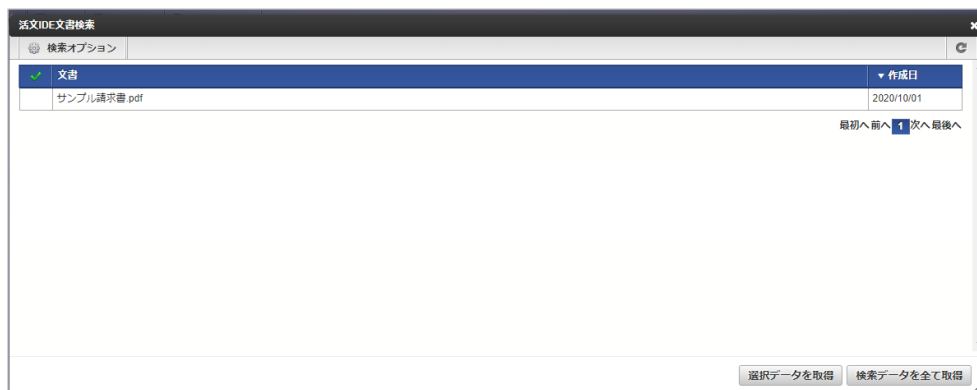 活文IDE文書検索
検索オプション
文書 ▼作成日
サンプル請求書.pdf 2020/10/01
最初へ 前へ 1 次へ 最後へ
選択データを取得 検索データを全て取得